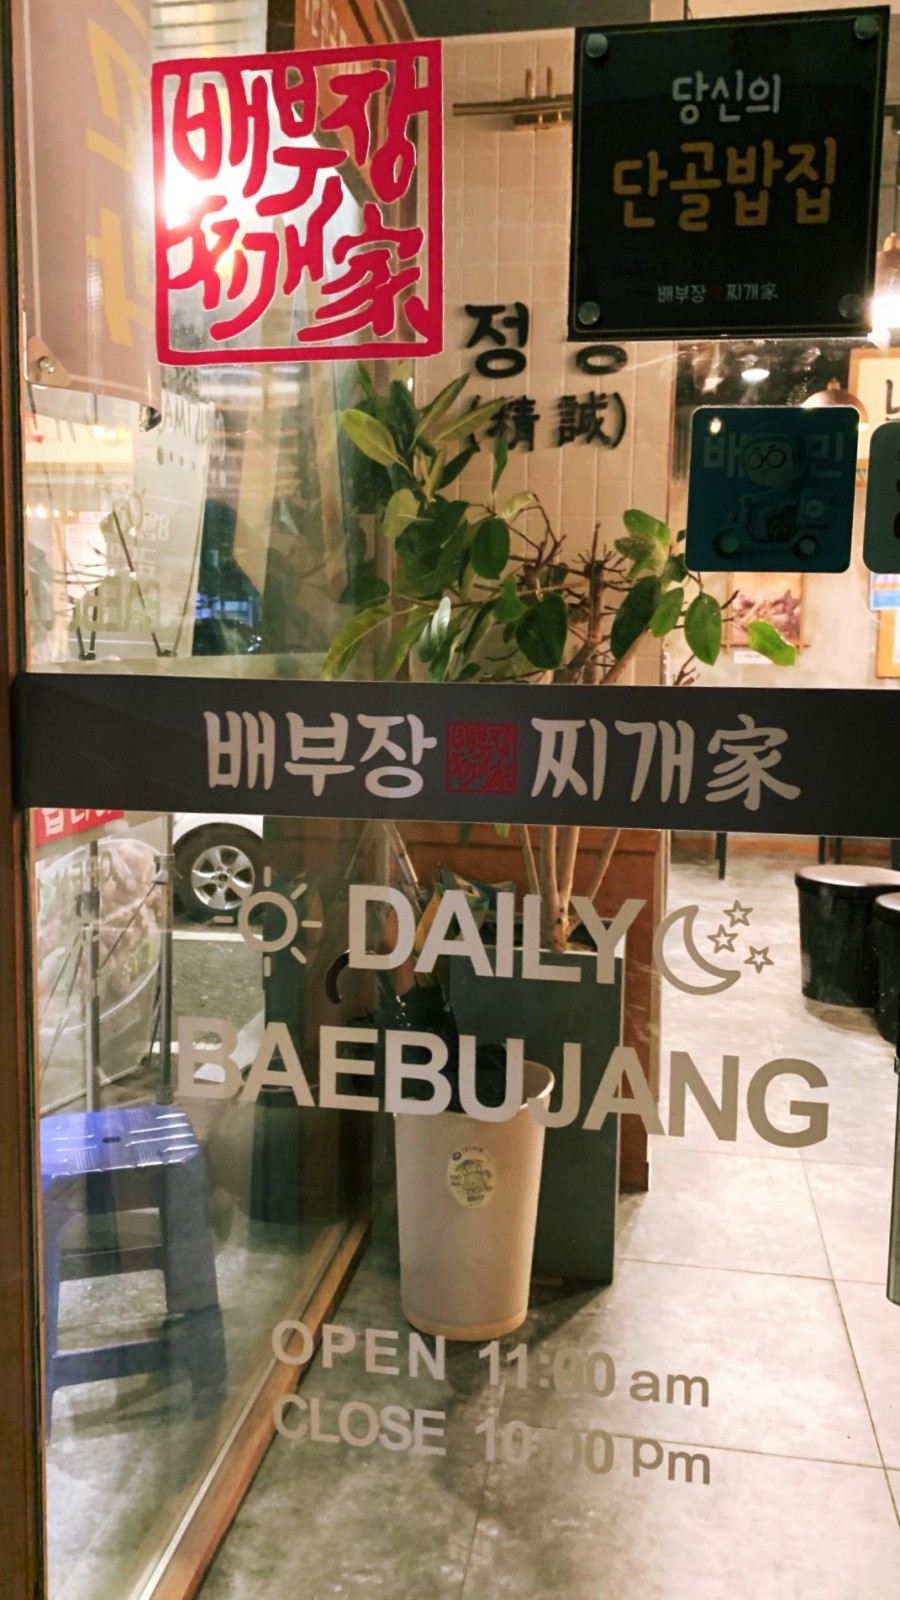 배부장
찌개家
당신의
단골밥집
배부장 찌개家
정
(精誠)
배 민
배부장 찌개家
DAILY
BAEBUJANG
OPEN 11:00 am
CLOSE 10:00 pm